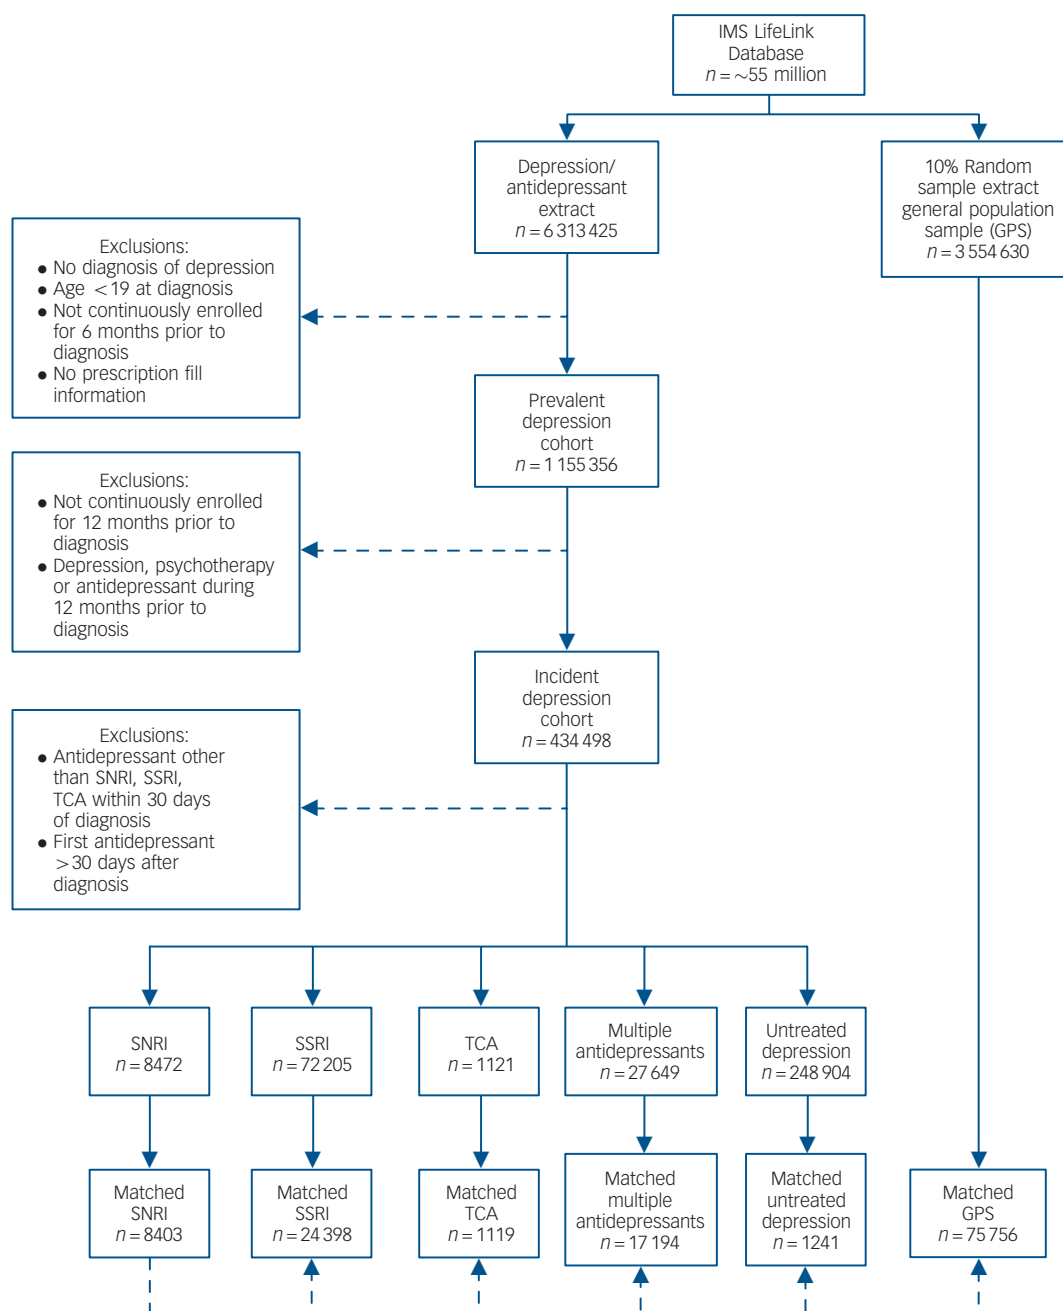 IMS LifeLink
Database
n = ~55 million
Depression/
antidepressant
extract
n = 6 313 425
10% Random
sample extract
general population
sample (GPS)
n = 3 554 630
Exclusions:
● No diagnosis of depression
● Age <19 at diagnosis
● Not continuously enrolled
for 6 months prior to
diagnosis
● No prescription fill
information
Prevalent
depression
cohort
n = 1 155 356
Exclusions:
● Not continuously enrolled
for 12 months prior to
diagnosis
● Depression, psychotherapy
or antidepressant during
12 months prior to
diagnosis
Incident
depression
cohort
n = 434 498
Exclusions:
● Antidepressant other
than SNRI, SSRI,
TCA within 30 days
of diagnosis
● First antidepressant
>30 days after
diagnosis
SNRI
n = 8472
SSRI
n = 72 205
TCA
n = 1121
Multiple
antidepressants
n = 27 649
Untreated
depression
n = 248 904
Matched
SNRI
n = 8403
Matched
SSRI
n = 24 398
Matched
TCA
n = 1119
Matched
multiple
antidepressants
n = 17 194
Matched
untreated
depression
n = 1241
Matched
GPS
n = 75 756